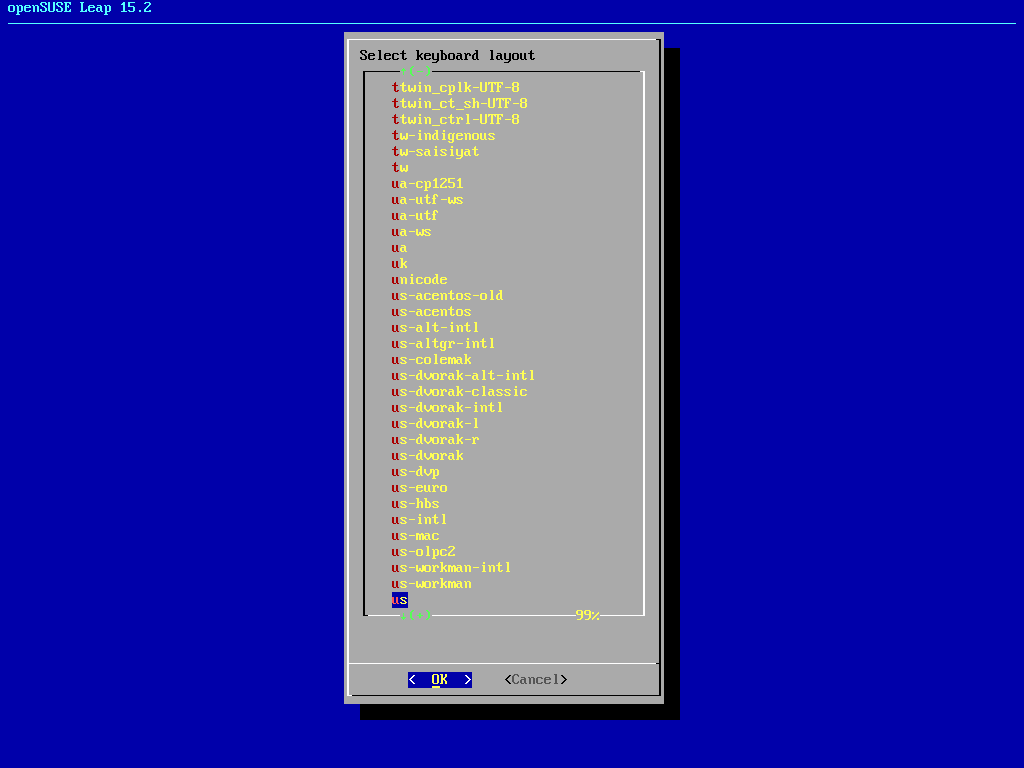 openSUSE Leap 15.2
Select keyboard layout
(-)
ttwin_cplk-UTF-8
ttwin_ct_sh-UTF-8
ttwin_ctrl-UTF-8
tw-indigenous
tw-saisiyat
tw
ua-cp1251
ua-utf-ws
ua-utf
ua-ws
ua
uk
unicode
us-acentos-old
us-acentos
us-alt-intl
us-altgr-intl
us-colemak
us-dvorak-alt-intl
us-dvorak-classic
us-dvorak-intl
us-dvorak-l
us-dvorak-r
us-dvorak
us-dvp
us-euro
us-hbs
us-intl
us-mac
us-olpc2
us-workman-intl
us-workman
us
(+) 99%
< OK > <Cancel>